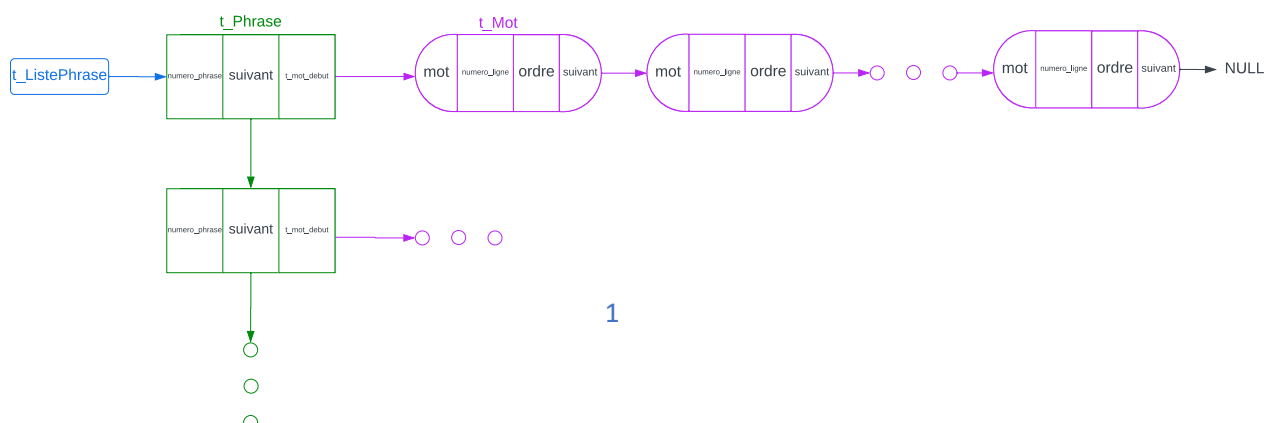 t_Phrase
t_Mot
t_ListePhrase
numero_phrase suivant t_mot_debut
mot numero_ligne ordre suivant
mot numero_ligne ordre suivant
mot numero_ligne ordre suivant
NULL
numero_phrase suivant t_mot_debut
1